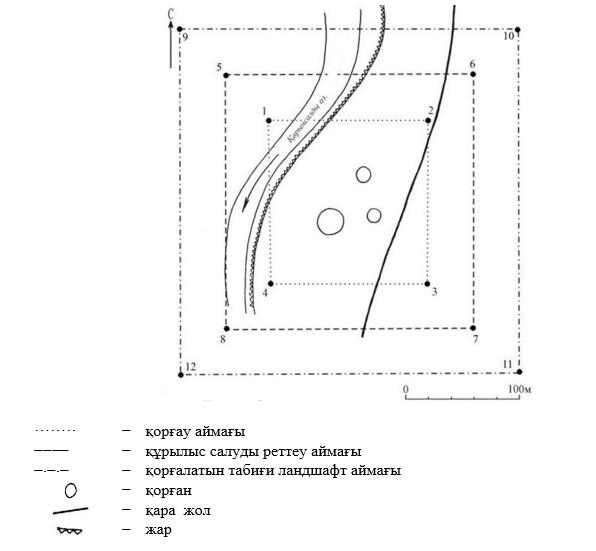 С
9
10
5
6
1
2
Қарынсалды өз.
4
3
8
7
12
11
0
100м
........ – қорғау аймағы
–––– – құрылыс салуды реттеу аймағы
–·–·– – қорғалатын табиғи ландшафт аймағы
– қорған
– қара жол
– жар